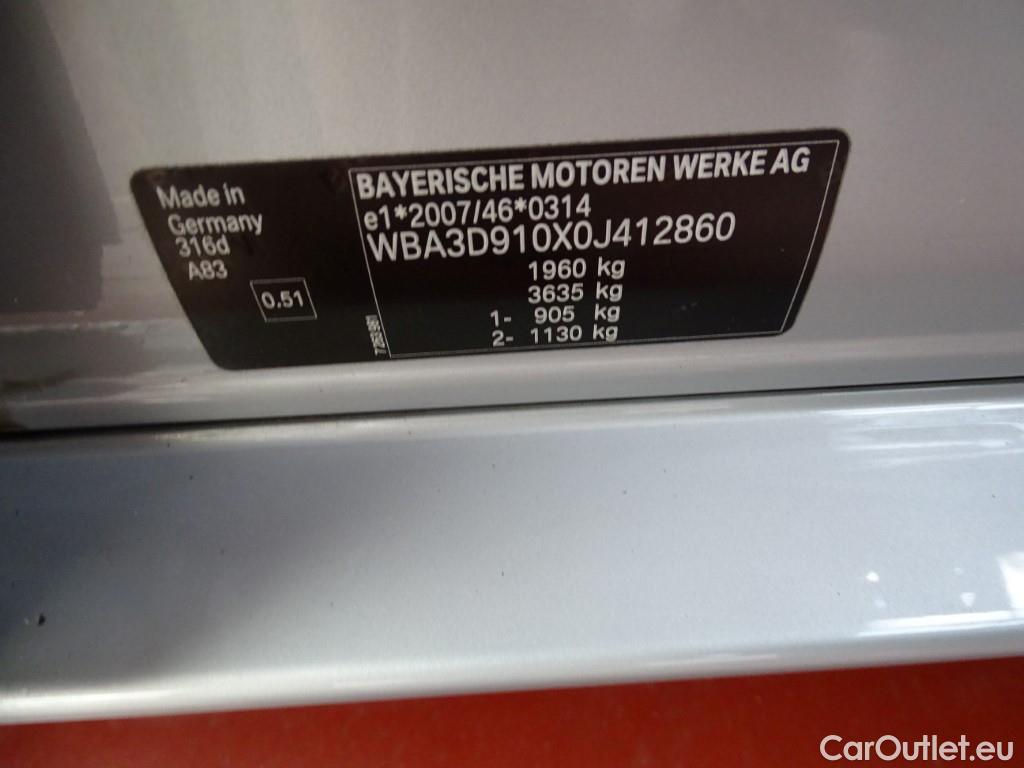 Made in
Germany
316d
A83
0.51
BAYERISCHE MOTOREN WERKE AG
e1*2007/46*0314
WBA3D910X0J412860
1960 kg
3635 kg
1- 905 kg
2- 1130 kg
CarOutlet.eu